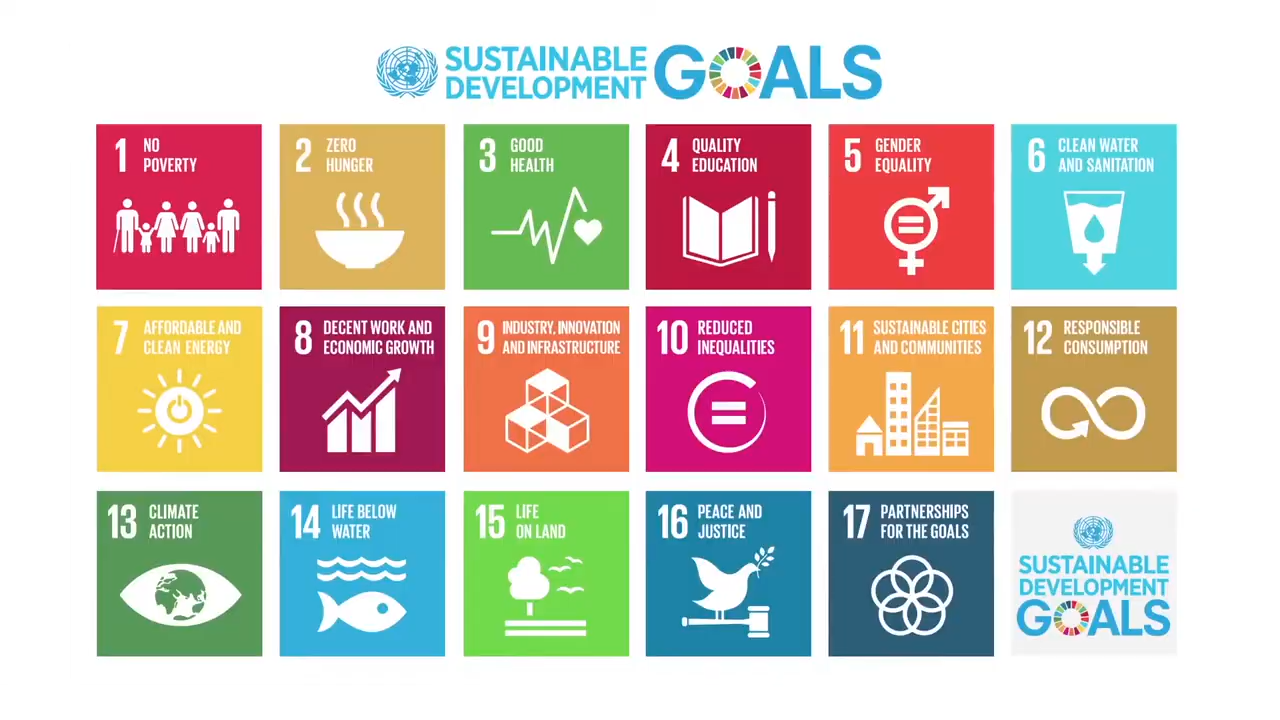 SUSTAINABLE
DEVELOPMENT GOALS
1 NO
POVERTY
2 ZERO
HUNGER
3 GOOD
HEALTH
4 QUALITY
EDUCATION
5 GENDER
EQUALITY
6 CLEAN WATER
AND SANITATION
7 AFFORDABLE AND
CLEAN ENERGY
8 DECENT WORK AND
ECONOMIC GROWTH
9 INDUSTRY, INNOVATION
AND INFRASTRUCTURE
10 REDUCED
INEQUALITIES
11 SUSTAINABLE CITIES
AND COMMUNITIES
12 RESPONSIBLE
CONSUMPTION
13 CLIMATE
ACTION
14 LIFE BELOW
WATER
15 LIFE
ON LAND
16 PEACE AND
JUSTICE
17 PARTNERSHIPS
FOR THE GOALS
SUSTAINABLE
DEVELOPMENT
GOALS